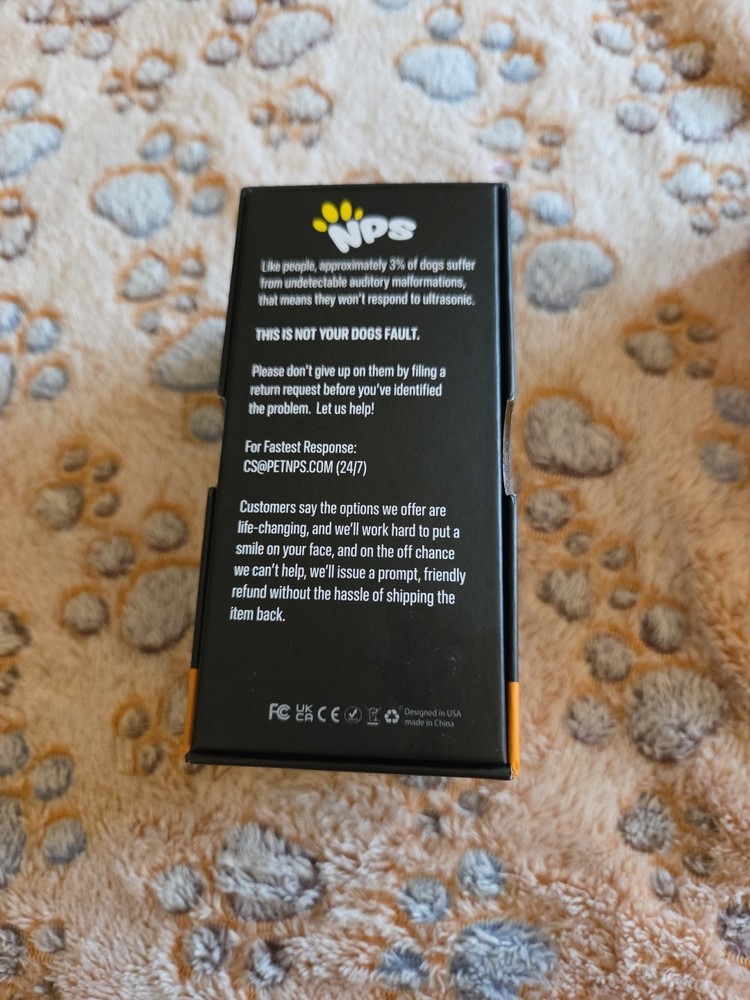 NPS
Like people, approximately 3% of dogs suffer
from undetectable auditory malformations,
that means they won't respond to ultrasonic.
THIS IS NOT YOUR DOGS FAULT.
Please don't give up on them by filing a
return request before you've identified
the problem. Let us help!
For Fastest Response:
CS@PETNPS.COM (24/7)
Customers say the options we offer are
life-changing, and we'll work hard to put a
smile on your face, and on the off chance
we can't help, we'll issue a prompt, friendly
refund without the hassle of shipping the
item back.
FC UK CA CE Designed in USA
made in China